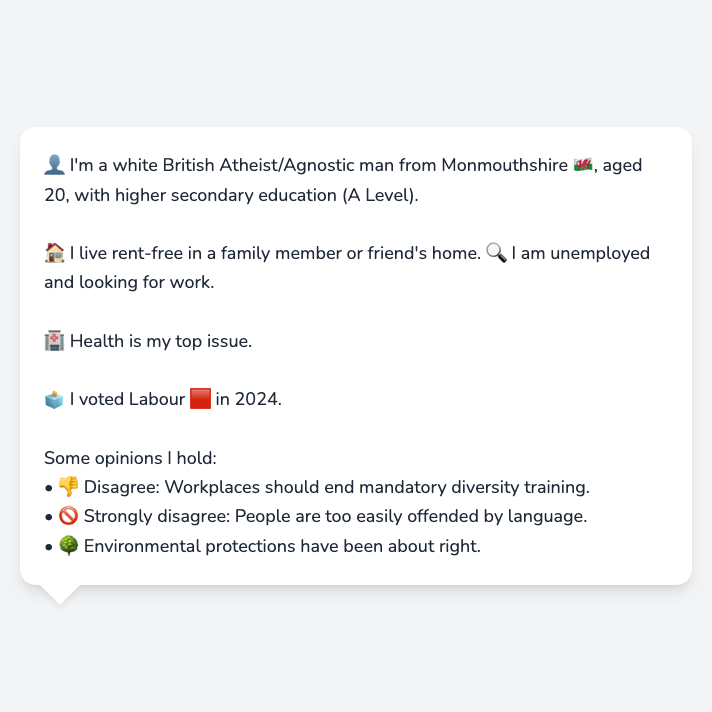 👤 I'm a white British Atheist/Agnostic man from Monmouthshire 🏴󠁧󠁢󠁷󠁬󠁳󠁿, aged
20, with higher secondary education (A Level).
🏠 I live rent-free in a family member or friend's home. 🔍 I am unemployed
and looking for work.
🏥 Health is my top issue.
🗳️ I voted Labour 🟥 in 2024.
Some opinions I hold:
• 👎 Disagree: Workplaces should end mandatory diversity training.
• 🚫 Strongly disagree: People are too easily offended by language.
• 🌳 Environmental protections have been about right.